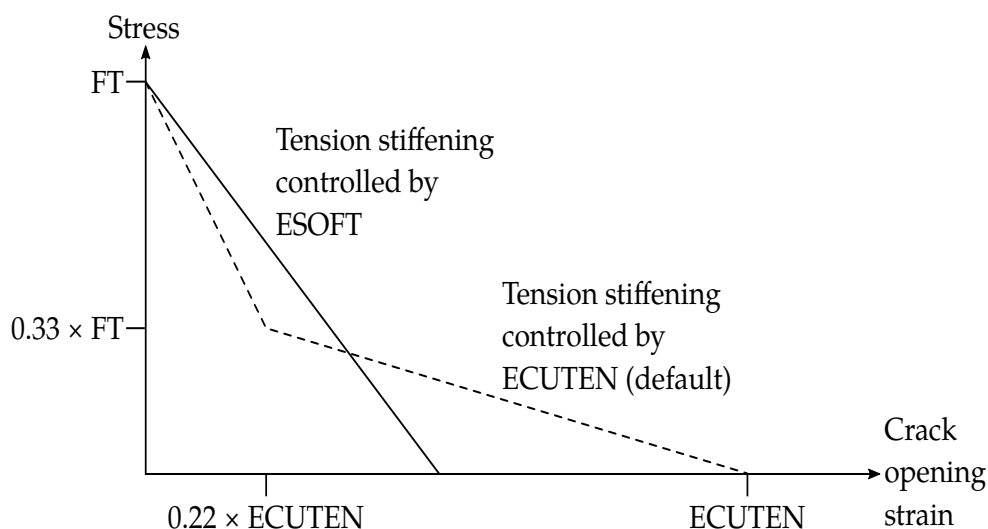 Stress
FT
Tension stiffening
controlled by
ESOFT
Tension stiffening
controlled by
ECUTEN (default)
0.33 × FT
Crack
opening
strain
0.22 × ECUTEN
ECUTEN